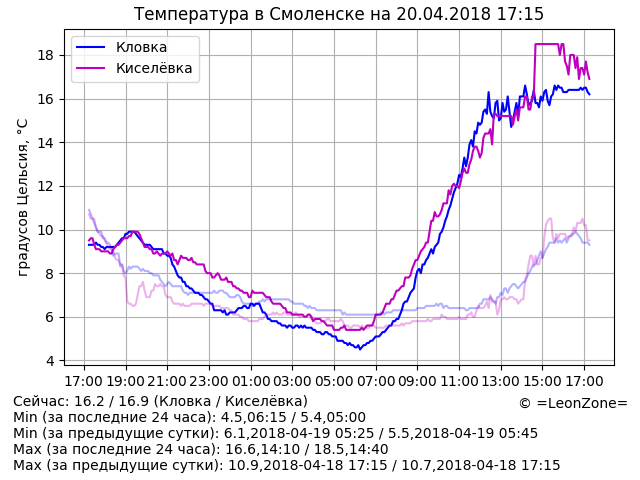 Температура в Смоленске на 20.04.2018 17:15
Кловка
Киселёвка
градусов Цельсия, °C
18
16
14
12
10
8
6
4
17:00 19:00 21:00 23:00 01:00 03:00 05:00 07:00 09:00 11:00 13:00 15:00 17:00
Сейчас: 16.2 / 16.9 (Кловка / Киселёвка)
© =LeonZone=
Min (за последние 24 часа): 4.5,06:15 / 5.4,05:00
Min (за предыдущие сутки): 6.1,2018-04-19 05:25 / 5.5,2018-04-19 05:45
Max (за последние 24 часа): 16.6,14:10 / 18.5,14:40
Max (за предыдущие сутки): 10.9,2018-04-18 17:15 / 10.7,2018-04-18 17:15